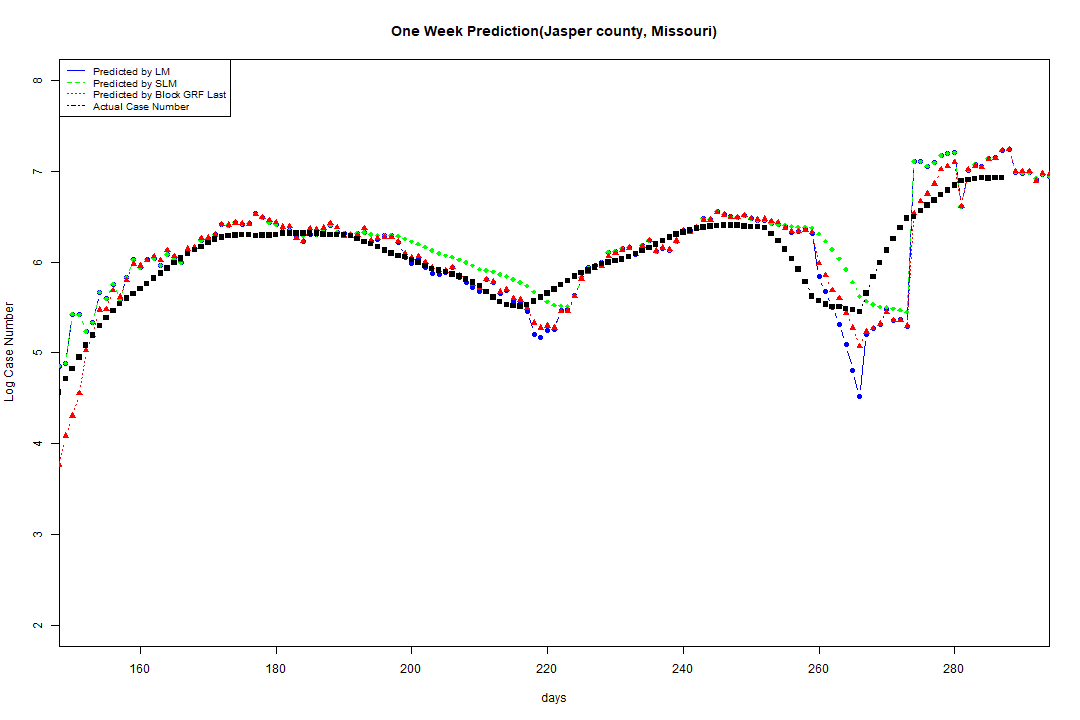 One Week Prediction(Jasper county, Missouri)
Predicted by LM
Predicted by SLM
Predicted by Block GRF Last
Actual Case Number
8
7
6
5
4
3
2
Log Case Number
160 180 200 220 240 260 280
days